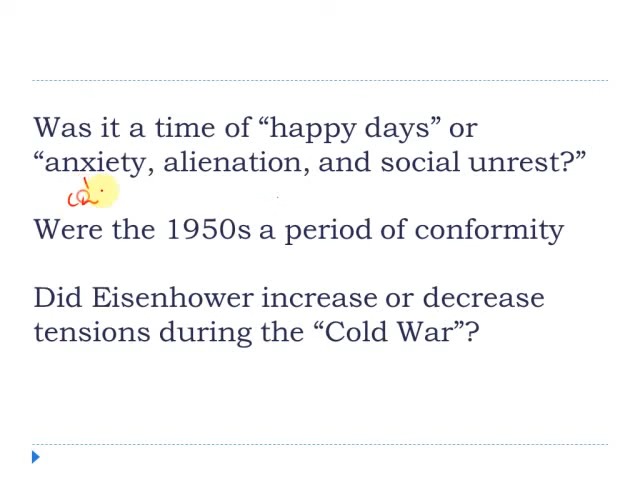 Was it a time of “happy days” or
“anxiety, alienation, and social unrest?”
Were the 1950s a period of conformity
Did Eisenhower increase or decrease
tensions during the “Cold War”?